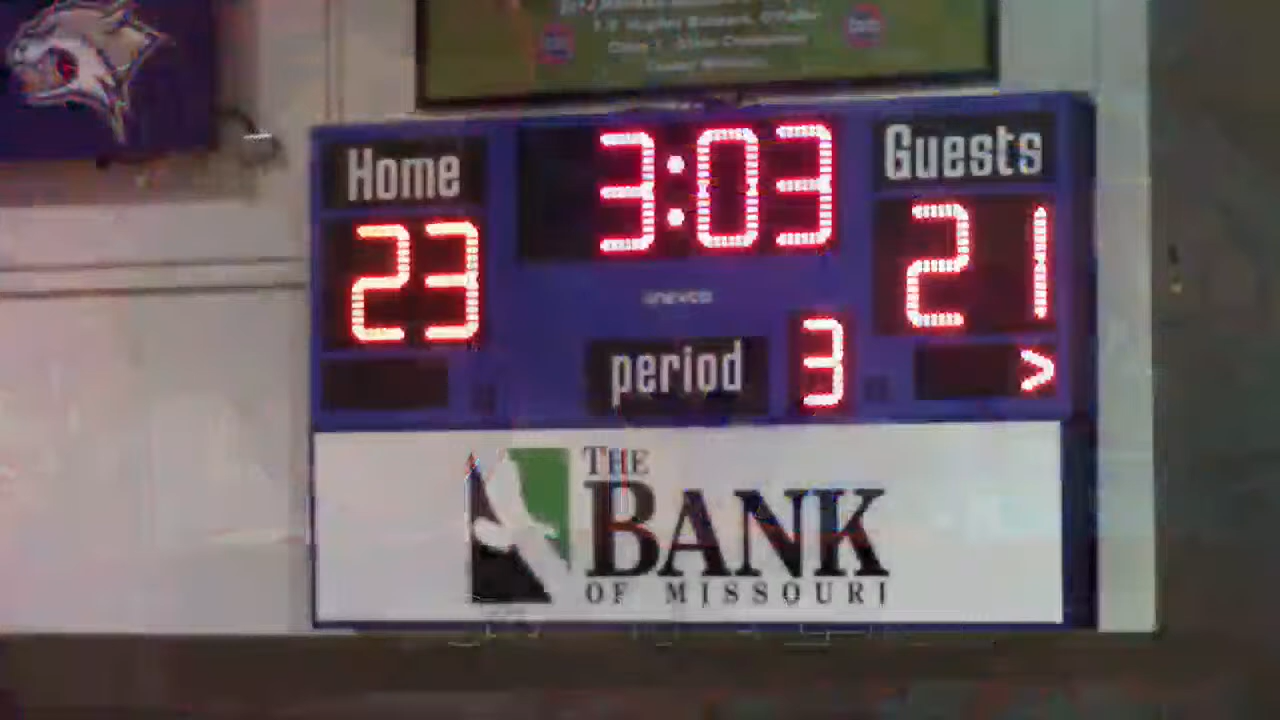 Home
3:03
Guests
23
21
period
3
>
THE
BANK
OF MISSOURI